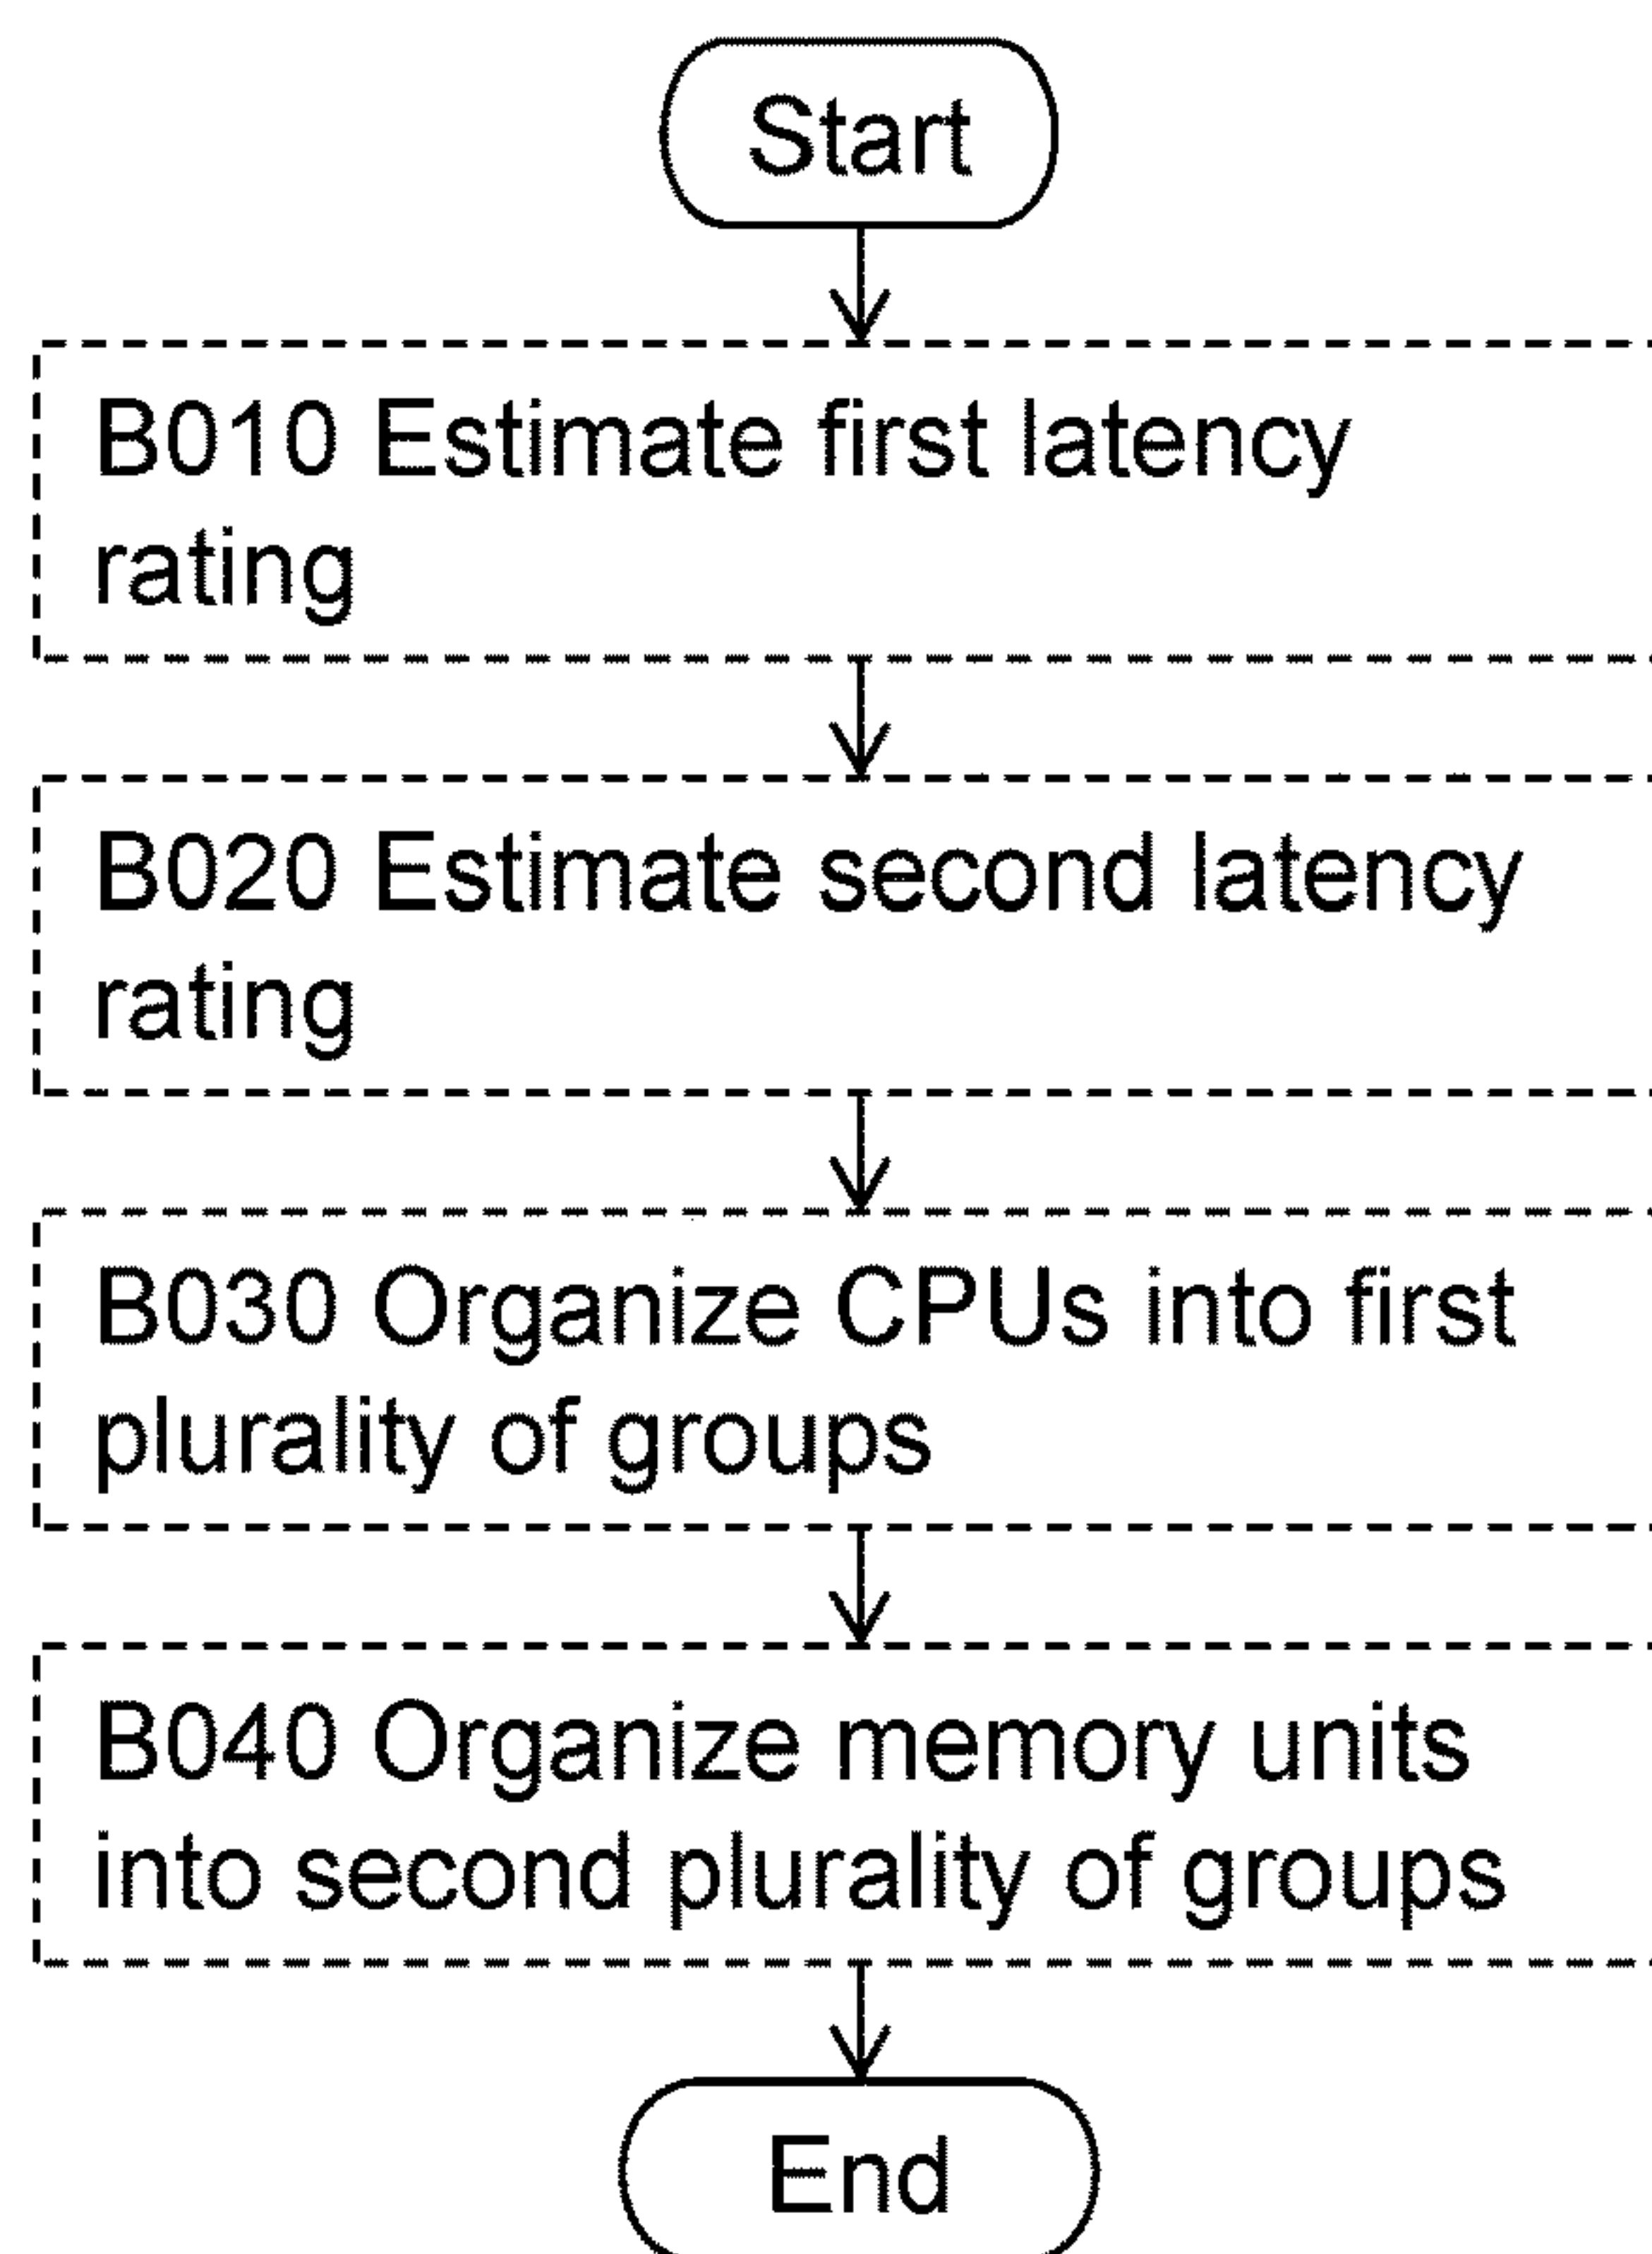 Start
B010 Estimate first latency
rating
B020 Estimate second latency
rating
B030 Organize CPUs into first
plurality of groups
B040 Organize memory units
into second plurality of groups
End